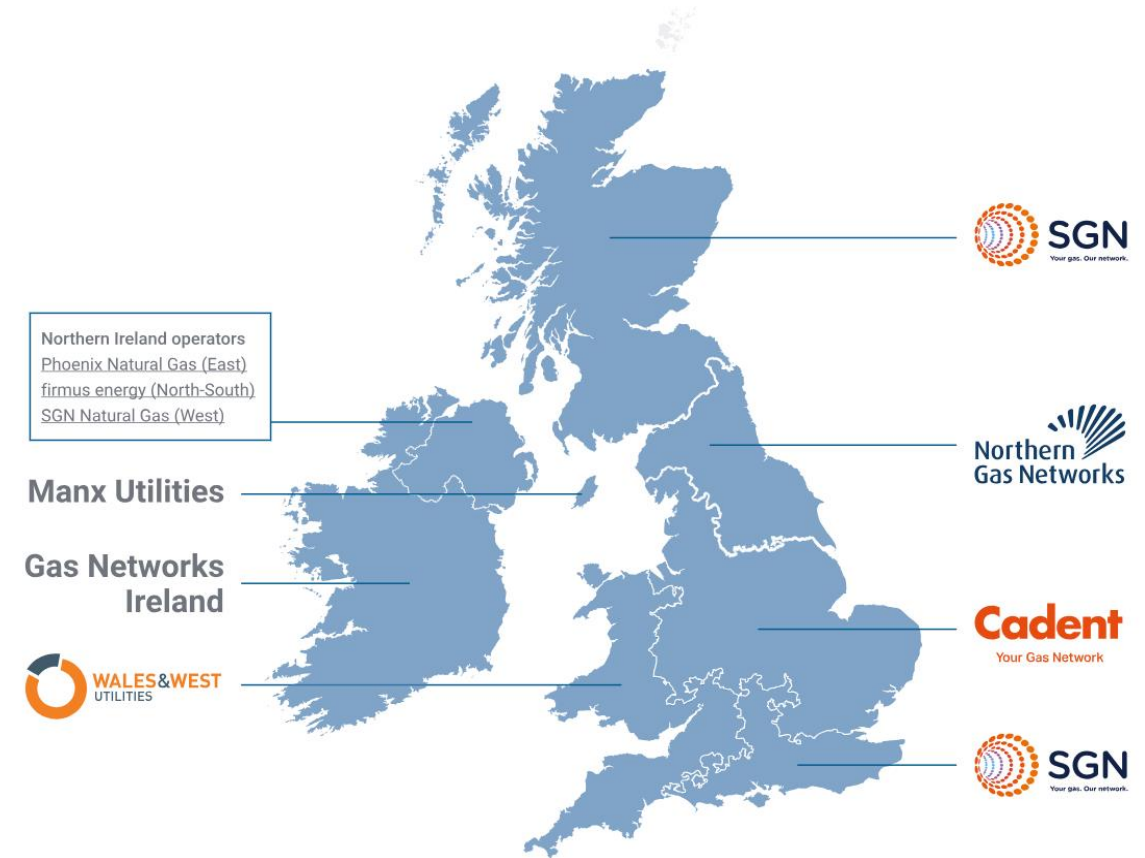 SGN
Your gas. Our network.
Northern Ireland operators
Phoenix Natural Gas (East)
firmus energy (North-South)
SGN Natural Gas (West)
Northern
Gas Networks
Manx Utilities
Gas Networks
Ireland
Cadent
Your Gas Network
WALES&WEST
UTILITIES
SGN
Your gas. Our network.